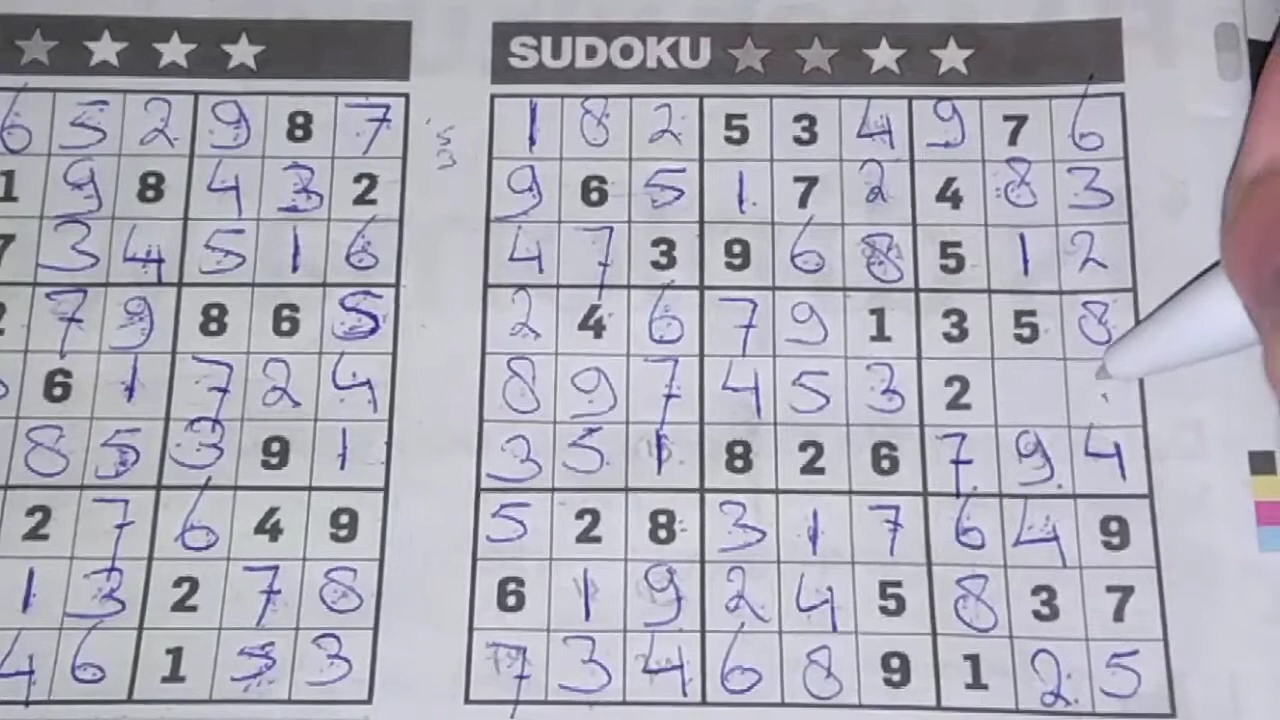 SUDOKU
6 5 2 9 8 7
1 9 8 4 3 2
7 3 4 5 1 6
7 9 8 6 5
6 1 7 2 4
8 5 3 9 1
2 7 6 4 9
1 3 2 7 8
4 6 1 5 3
1 8 2 5 3 4 9 7 6
9 6 5 1 7 2 4 8 3
4 7 3 9 6 8 5 1 2
2 4 6 7 9 1 3 5 8
8 9 7 4 5 3 2
3 5 1 8 2 6 7 9 4
5 2 8 3 1 7 6 4 9
6 1 9 2 4 5 8 3 7
7 3 4 6 8 9 1 2 5